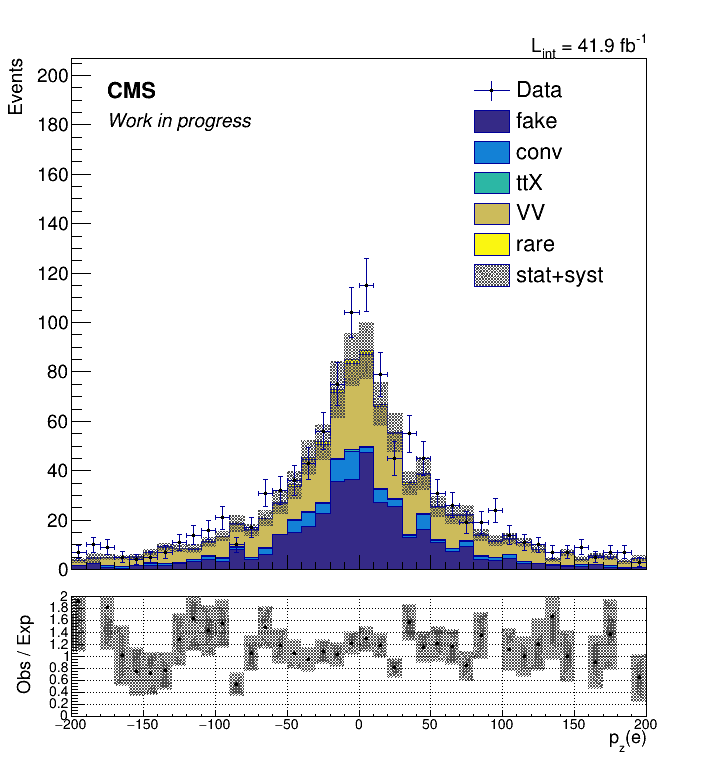 L_int = 41.9 fb^-1
Events
200
180
160
140
120
100
80
60
40
20
0
CMS
Work in progress
Data
fake
conv
ttX
VV
rare
stat+syst
Obs / Exp
2
1.8
1.6
1.4
1.2
1
0.8
0.6
0.4
0.2
0
−200 −150 −100 −50 0 50 100 150 200
p_z(e)